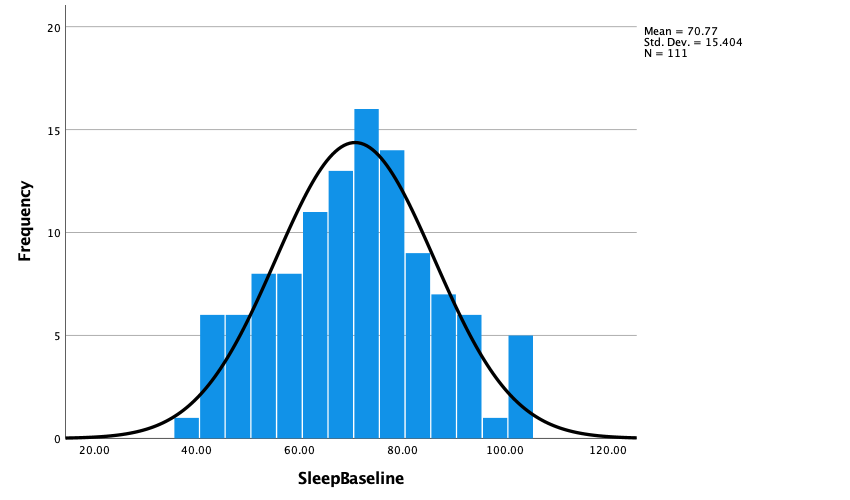 Mean = 70.77
Std. Dev. = 15.404
N = 111
20
15
10
5
0
Frequency
20.00 40.00 60.00 80.00 100.00 120.00
SleepBaseline